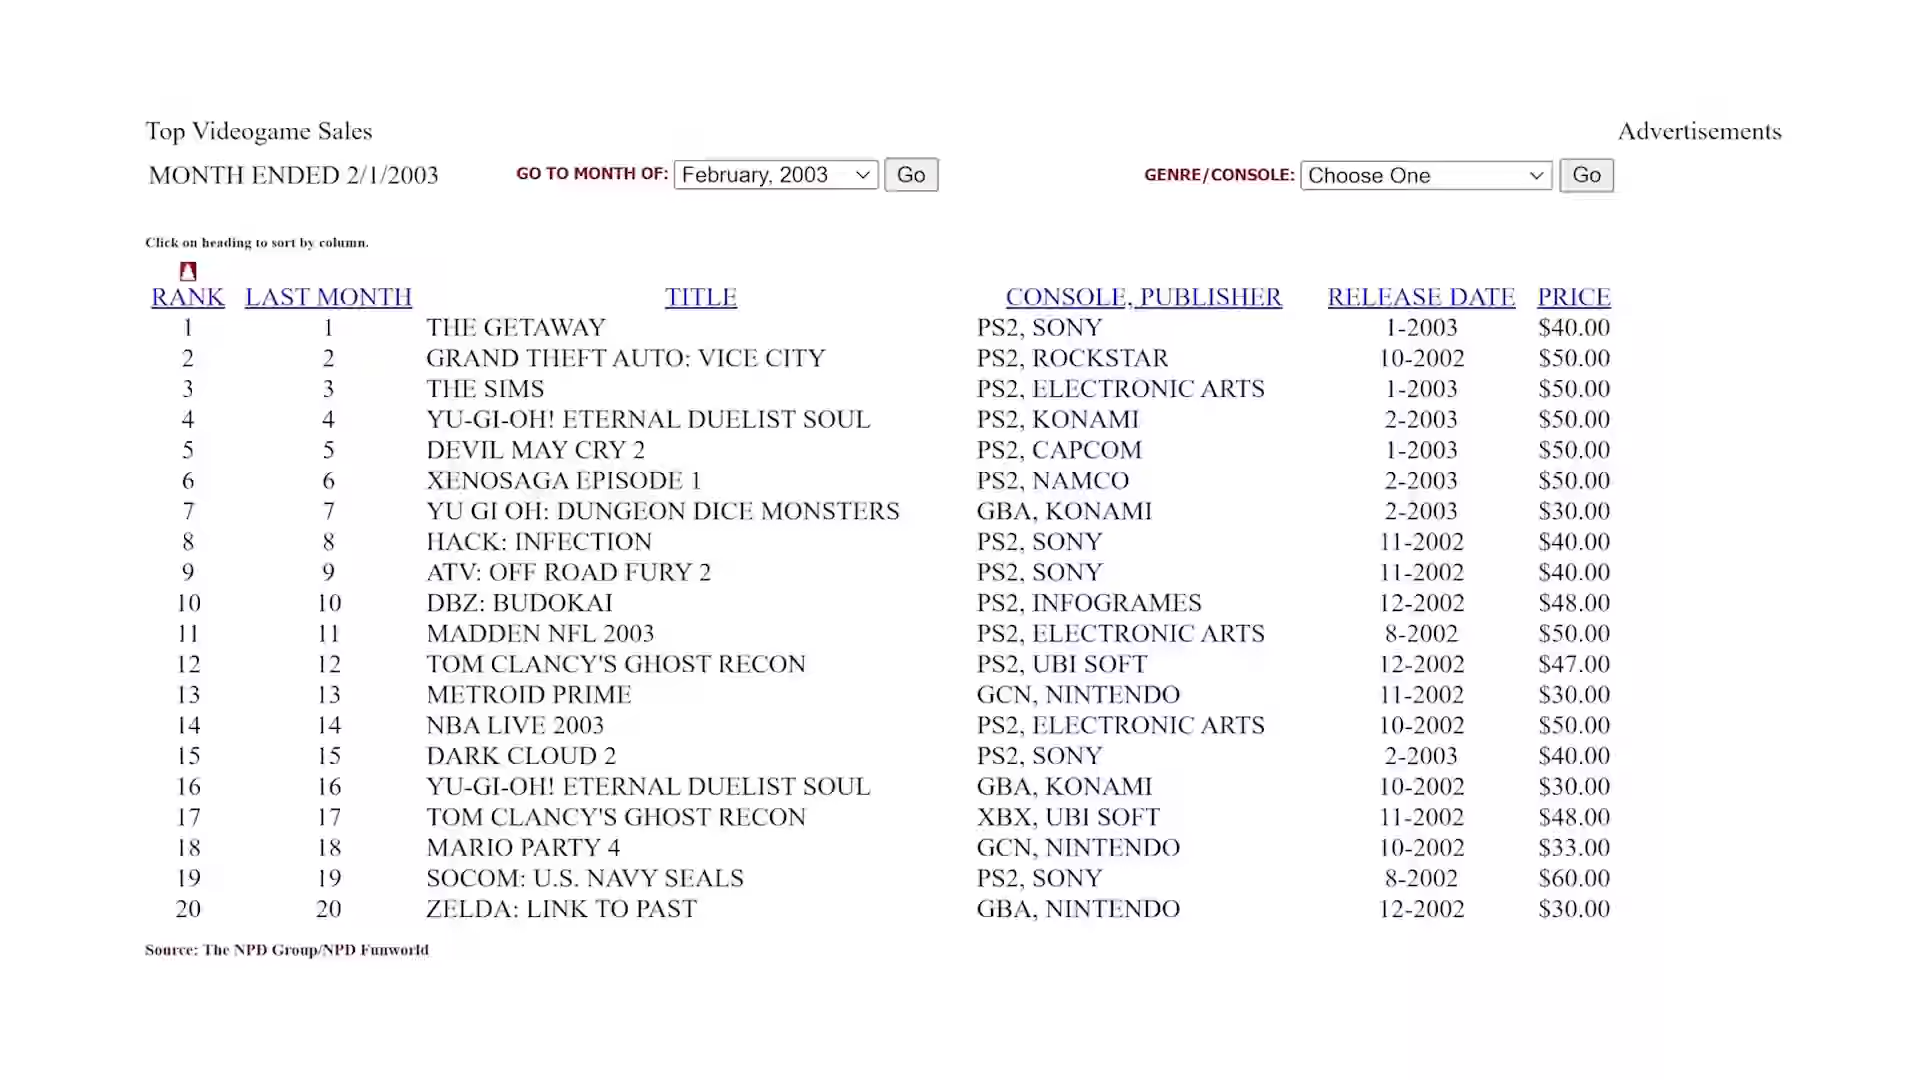 Top Videogame Sales Advertisements
MONTH ENDED 2/1/2003 GO TO MONTH OF: February, 2003 Go GENRE/CONSOLE: Choose One Go
Click on heading to sort by column.
RANK LAST MONTH TITLE CONSOLE, PUBLISHER RELEASE DATE PRICE
1 1 THE GETAWAY PS2, SONY 1-2003 $40.00
2 2 GRAND THEFT AUTO: VICE CITY PS2, ROCKSTAR 10-2002 $50.00
3 3 THE SIMS PS2, ELECTRONIC ARTS 1-2003 $50.00
4 4 YU-GI-OH! ETERNAL DUELIST SOUL PS2, KONAMI 2-2003 $50.00
5 5 DEVIL MAY CRY 2 PS2, CAPCOM 1-2003 $50.00
6 6 XENOSAGA EPISODE 1 PS2, NAMCO 2-2003 $50.00
7 7 YU GI OH: DUNGEON DICE MONSTERS GBA, KONAMI 2-2003 $30.00
8 8 HACK: INFECTION PS2, SONY 11-2002 $40.00
9 9 ATV: OFF ROAD FURY 2 PS2, SONY 11-2002 $40.00
10 10 DBZ: BUDOKAI PS2, INFOGRAMES 12-2002 $48.00
11 11 MADDEN NFL 2003 PS2, ELECTRONIC ARTS 8-2002 $50.00
12 12 TOM CLANCY'S GHOST RECON PS2, UBI SOFT 12-2002 $47.00
13 13 METROID PRIME GCN, NINTENDO 11-2002 $30.00
14 14 NBA LIVE 2003 PS2, ELECTRONIC ARTS 10-2002 $50.00
15 15 DARK CLOUD 2 PS2, SONY 2-2003 $40.00
16 16 YU-GI-OH! ETERNAL DUELIST SOUL GBA, KONAMI 10-2002 $30.00
17 17 TOM CLANCY'S GHOST RECON XBX, UBI SOFT 11-2002 $48.00
18 18 MARIO PARTY 4 GCN, NINTENDO 10-2002 $33.00
19 19 SOCOM: U.S. NAVY SEALS PS2, SONY 8-2002 $60.00
20 20 ZELDA: LINK TO PAST GBA, NINTENDO 12-2002 $30.00
Source: The NPD Group/NPD Funworld